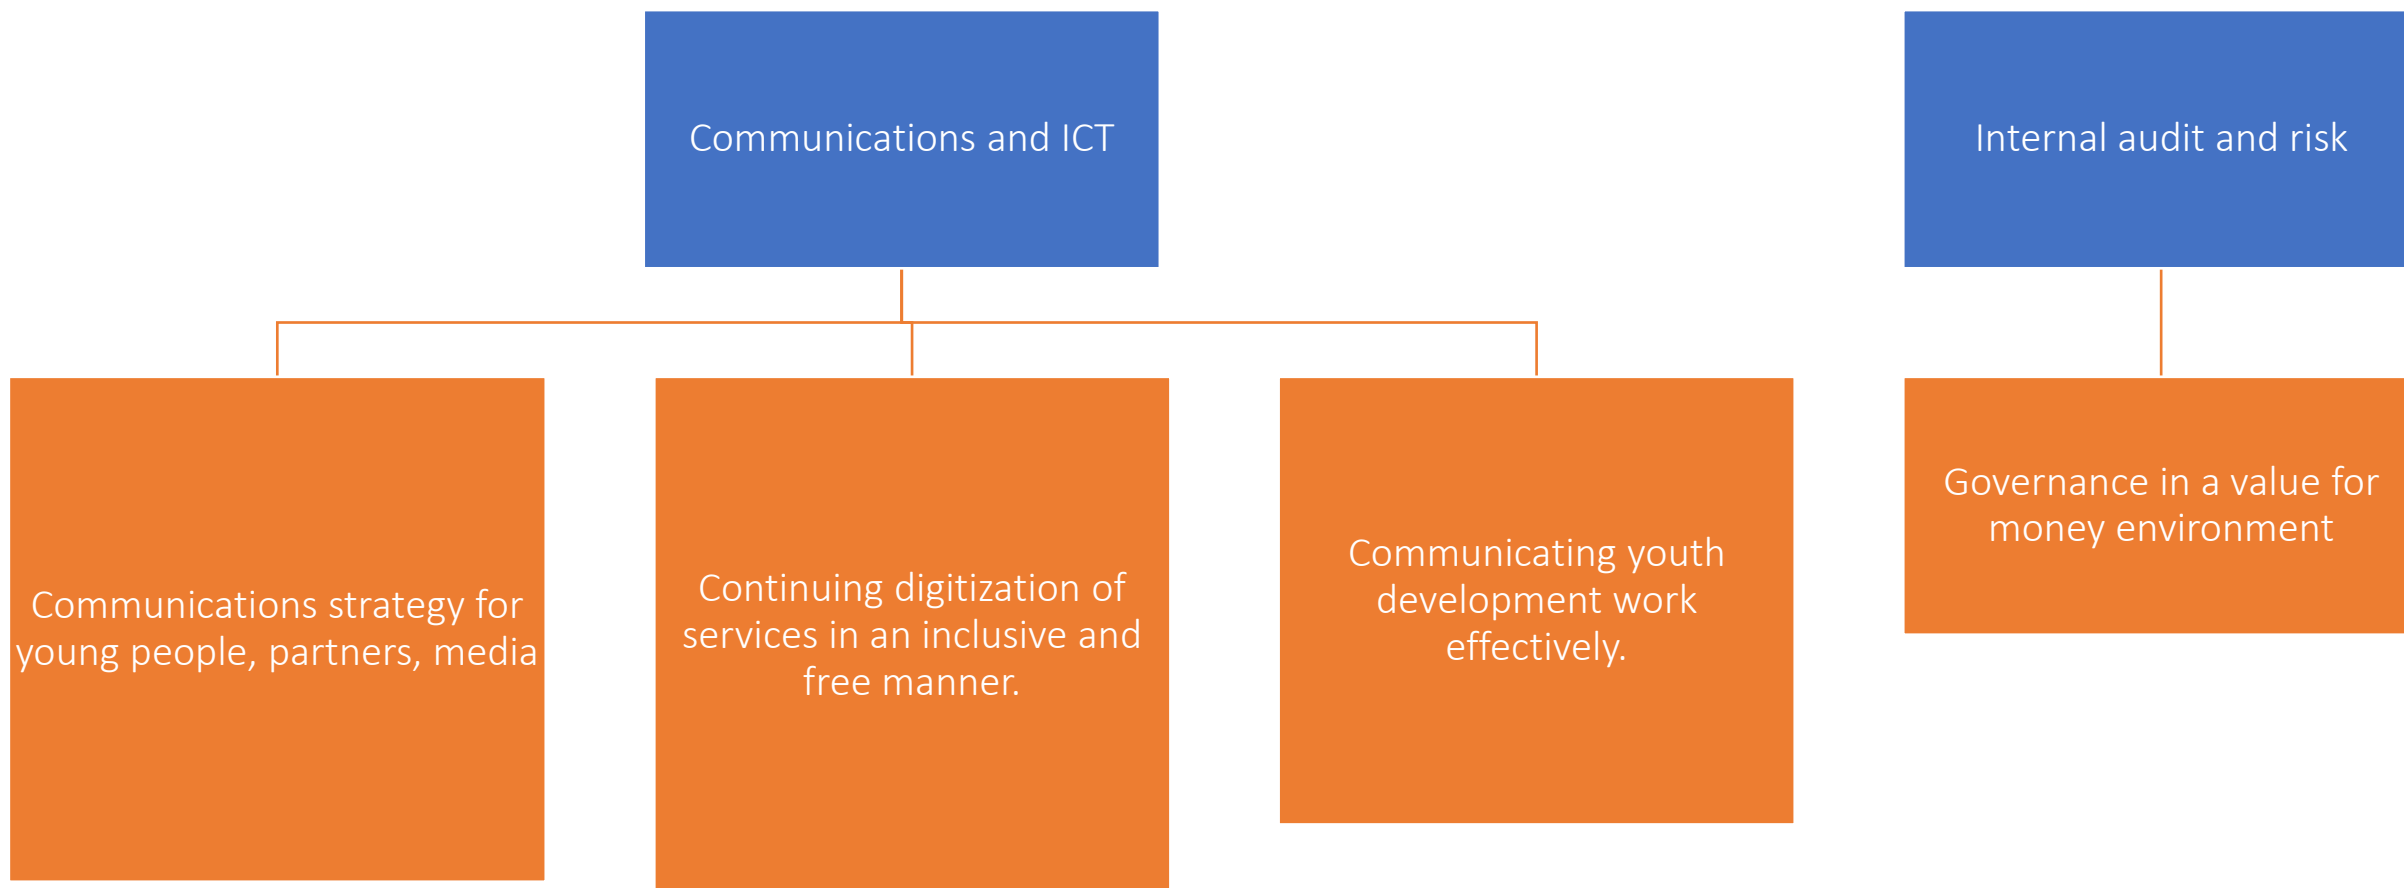 Communications and ICT
Internal audit and risk
Communications strategy for
young people, partners, media
Continuing digitization of
services in an inclusive and
free manner.
Communicating youth
development work
effectively.
Governance in a value for
money environment